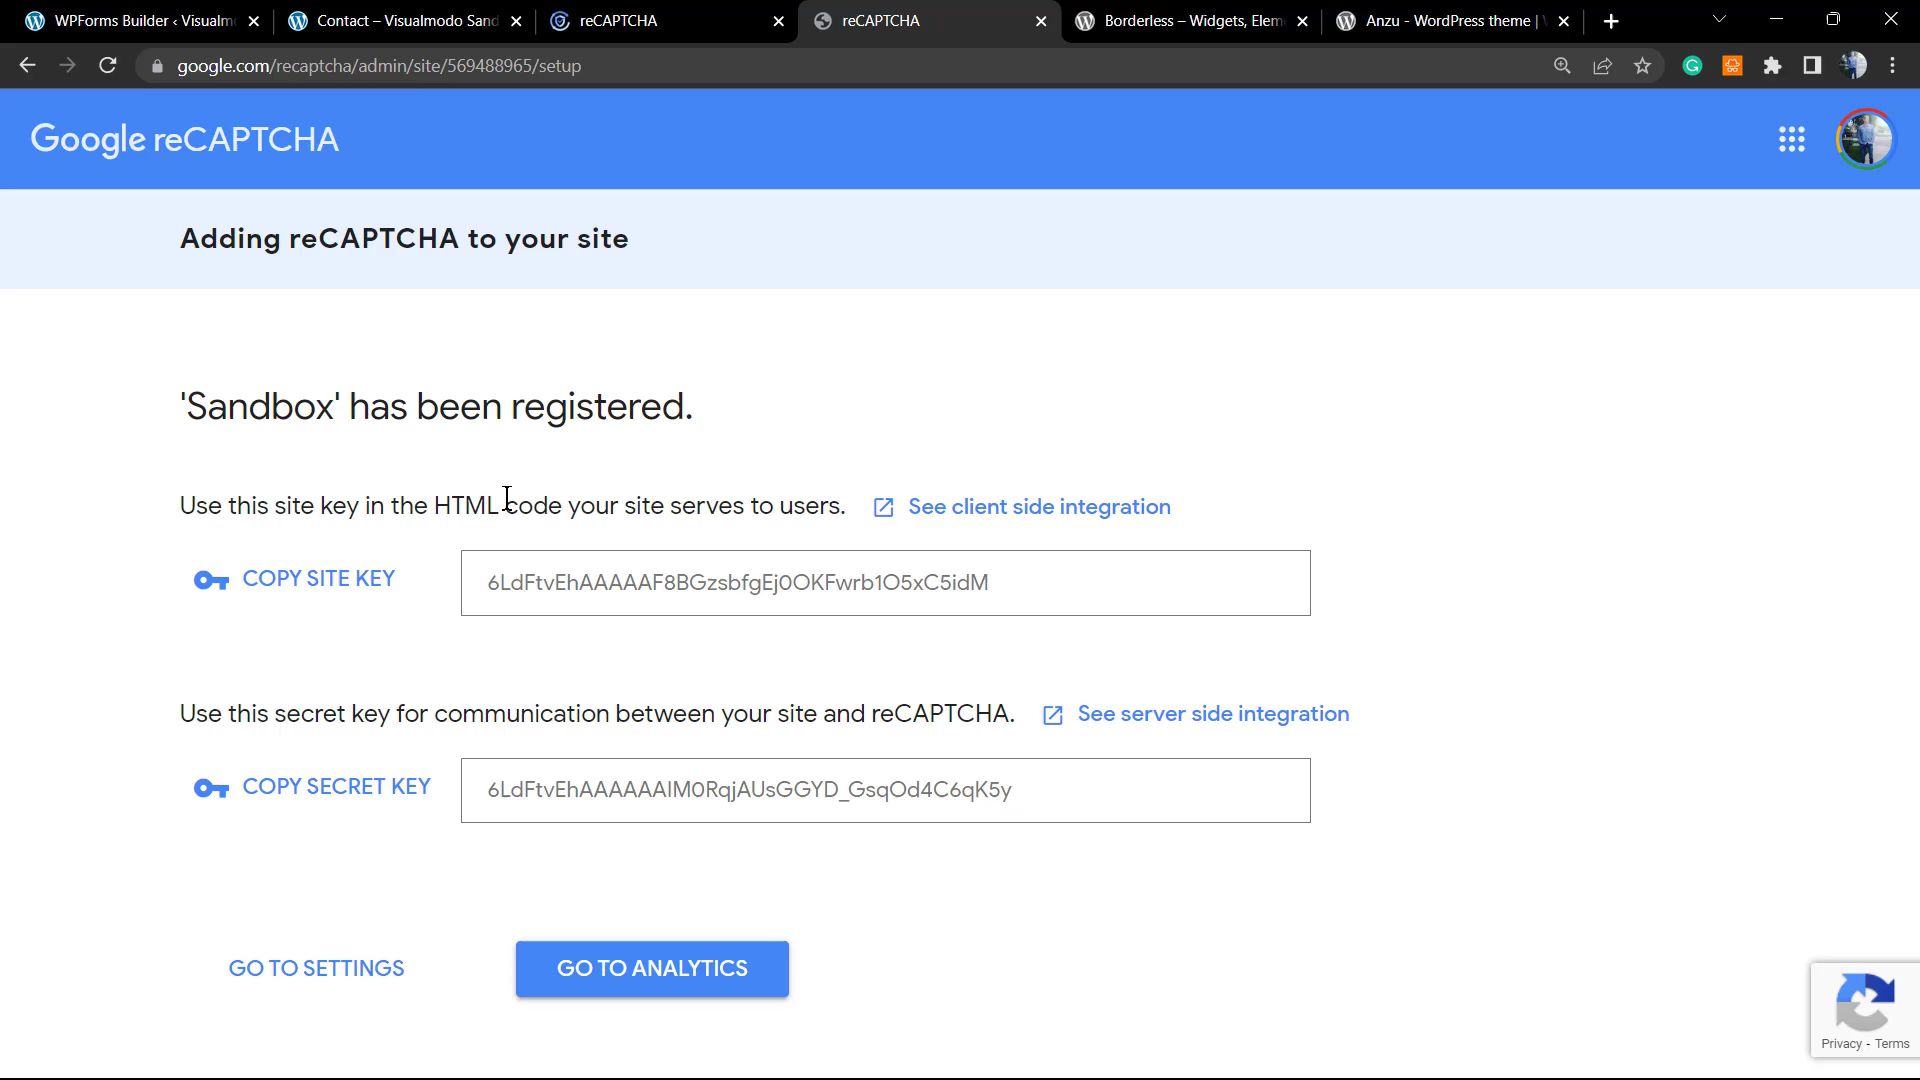 WPForms Builder ‹ Visualmo
Contact – Visualmodo Sand
reCAPTCHA
reCAPTCHA
Borderless – Widgets, Elem
Anzu - WordPress theme |
google.com/recaptcha/admin/site/569488965/setup
Google reCAPTCHA
Adding reCAPTCHA to your site
'Sandbox' has been registered.
Use this site key in the HTML code your site serves to users.
See client side integration
COPY SITE KEY
6LdFtvEhAAAAAF8BGzsbfgEj0OKFwrb1O5xC5idM
Use this secret key for communication between your site and reCAPTCHA.
See server side integration
COPY SECRET KEY
6LdFtvEhAAAAAAIM0RqjAUsGGYD_GsqOd4C6qK5y
GO TO SETTINGS
GO TO ANALYTICS
Privacy - Terms